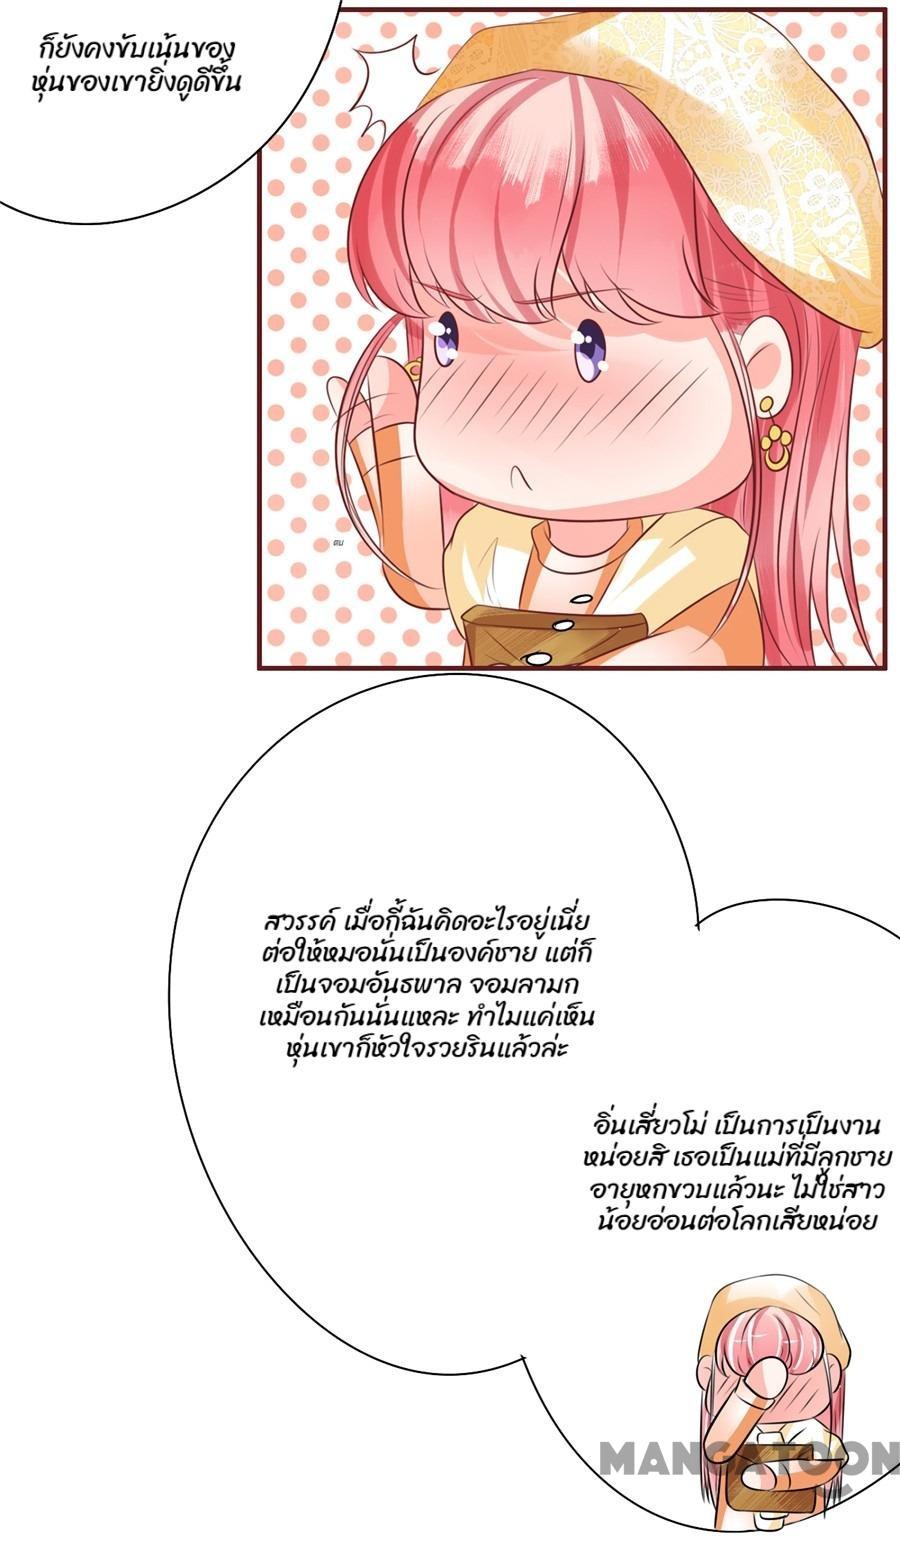 ก็ยังคงขับเน้นของ
หุ่นของเขายิ่งดูดีขึ้น
ตบ
สวรรค์ เมื่อกี้ฉันคิดอะไรอยู่เนี่ย
ต่อให้หมอนั่นเป็นองค์ชาย แต่ก็
เป็นจอมอันธพาล จอมลามก
เหมือนกันนั่นแหละ ทำไมแค่เห็น
หุ่นเขาก็หัวใจรวยรินแล้วล่ะ
อิ่นเสี่ยวโม่ เป็นการเป็นงาน
หน่อยสิ เธอเป็นแม่ที่มีลูกชาย
อายุหกขวบแล้วนะ ไม่ใช่สาว
น้อยอ่อนต่อโลกเสียหน่อย
MANGATOON